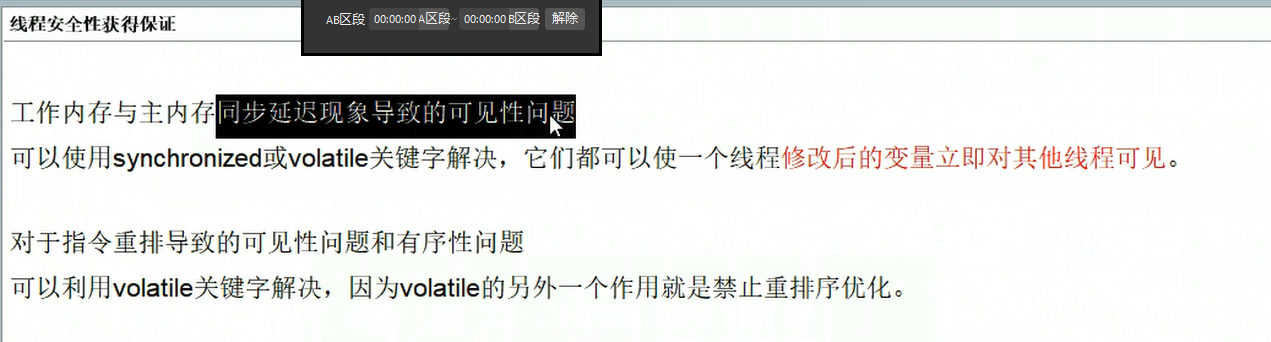 AB区段 00:00:00 A区段~ 00:00:00 B区段 解除
线程安全性获得保证
工作内存与主内存同步延迟现象导致的可见性问题
可以使用synchronized或volatile关键字解决，它们都可以使一个线程修改后的变量立即对其他线程可见。
对于指令重排导致的可见性问题和有序性问题
可以利用volatile关键字解决，因为volatile的另外一个作用就是禁止重排序优化。